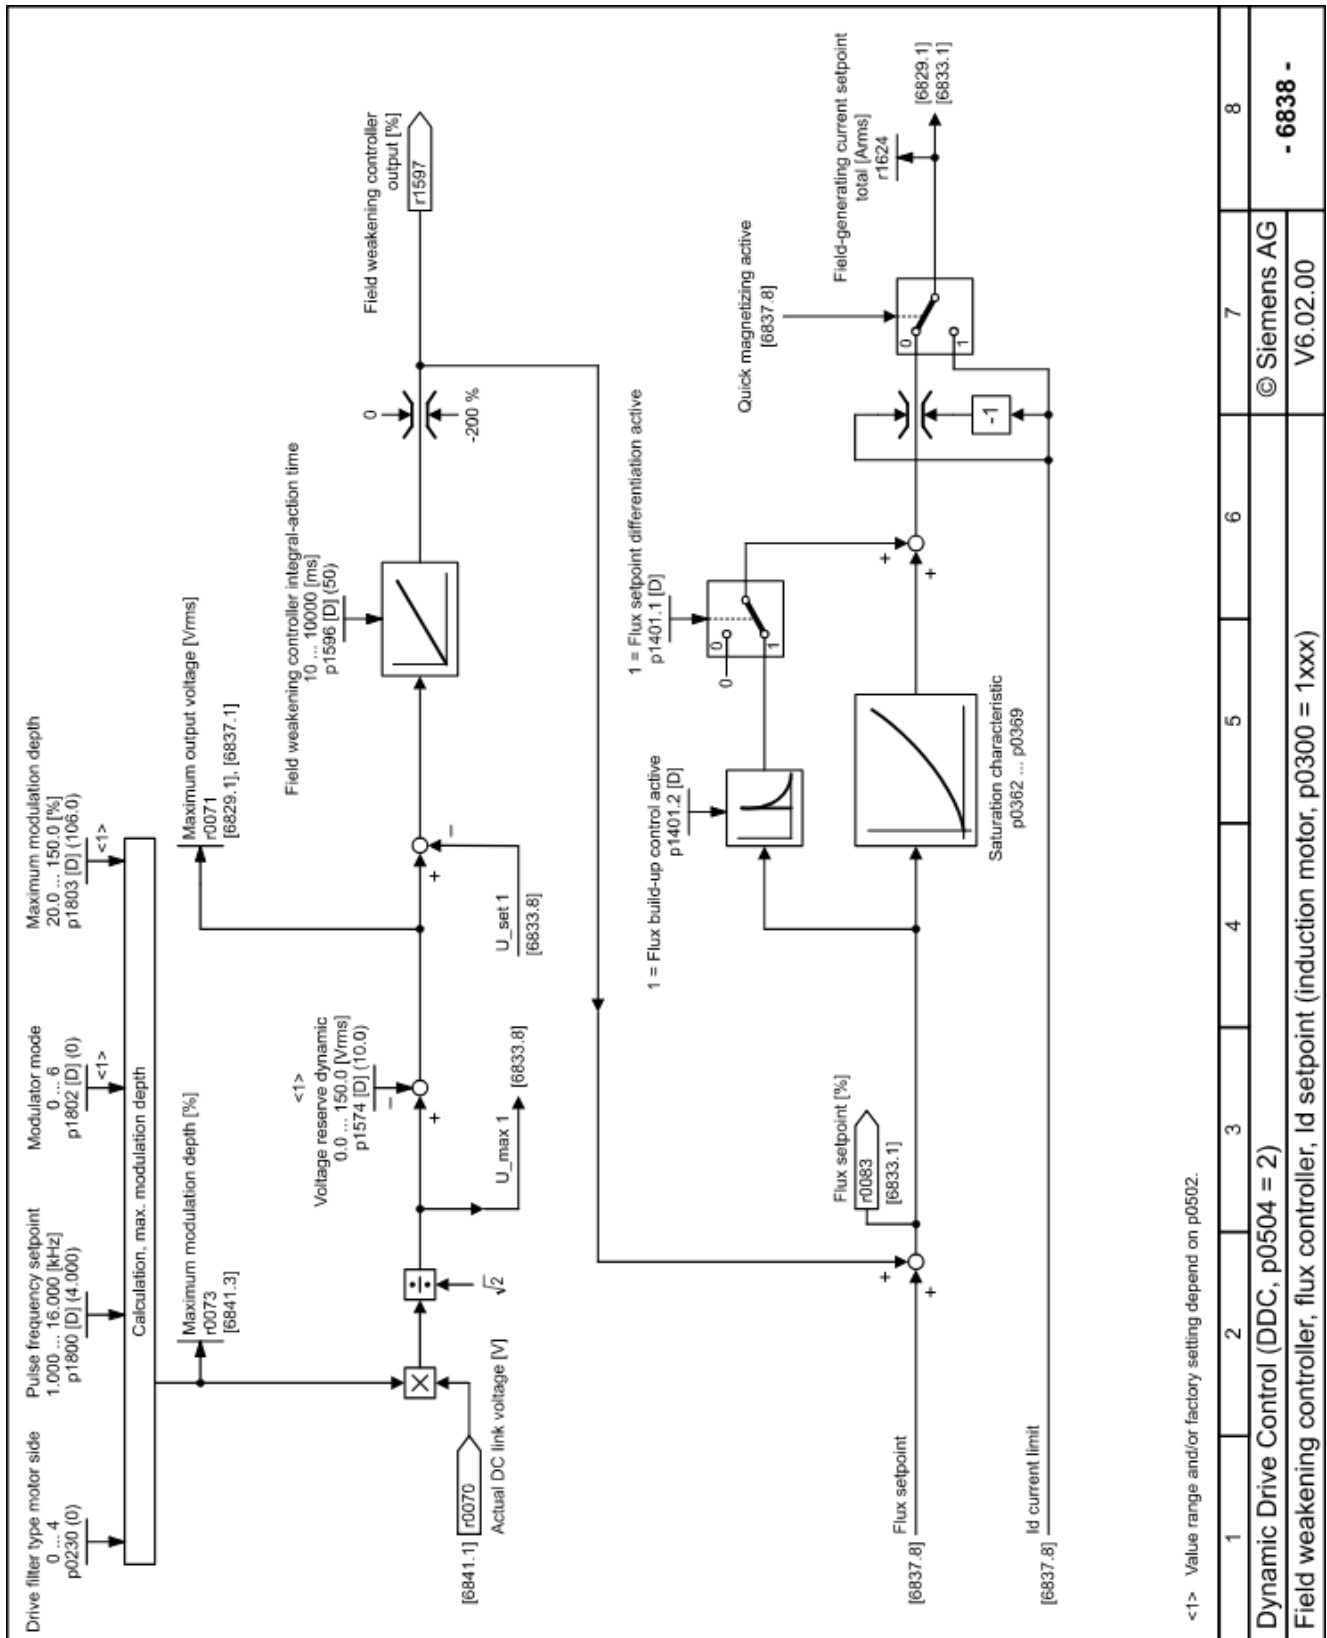 Drive filter type motor side
0 ... 4
p0230 (0)
Pulse frequency setpoint
1.000 ... 16.000 [kHz]
p1800 [D] (4.000)
Modulator mode
0 ... 6
p1802 [D] (0)
<1>
Maximum modulation depth
20.0 ... 150.0 [%]
p1803 [D] (106.0)
<1>
Calculation, max. modulation depth
Maximum modulation depth [%]
r0073
[6841.3]
Maximum output voltage [Vrms]
r0071
[6829.1], [6837.1]
<1>
Voltage reserve dynamic
0.0 ... 150.0 [Vrms]
p1574 [D] (10.0)
Field weakening controller integral-action time
10 ... 10000 [ms]
p1596 [D] (50)
0
-200 %
Field weakening controller
output [%]
r1597
[6841.1]
r0070
Actual DC link voltage [V]
×
÷
√2
+
–
U_max 1
[6833.8]
+
–
U_set 1
[6833.8]
1 = Flux build-up control active
p1401.2 [D]
1 = Flux setpoint differentiation active
p1401.1 [D]
0
0
1
Quick magnetizing active
[6837.8]
Field-generating current setpoint
total [Arms]
r1624
[6829.1]
[6833.1]
Flux setpoint [%]
r0083
[6833.1]
[6837.8]
Flux setpoint
+
+
Saturation characteristic
p0362 ... p0369
+
+
0
1
-1
[6837.8]
Id current limit
<1> Value range and/or factory setting depend on p0502.
1 2 3 4 5 6 7 8
Dynamic Drive Control (DDC, p0504 = 2)
© Siemens AG
- 6838 -
Field weakening controller, flux controller, Id setpoint (induction motor, p0300 = 1xxx)
V6.02.00